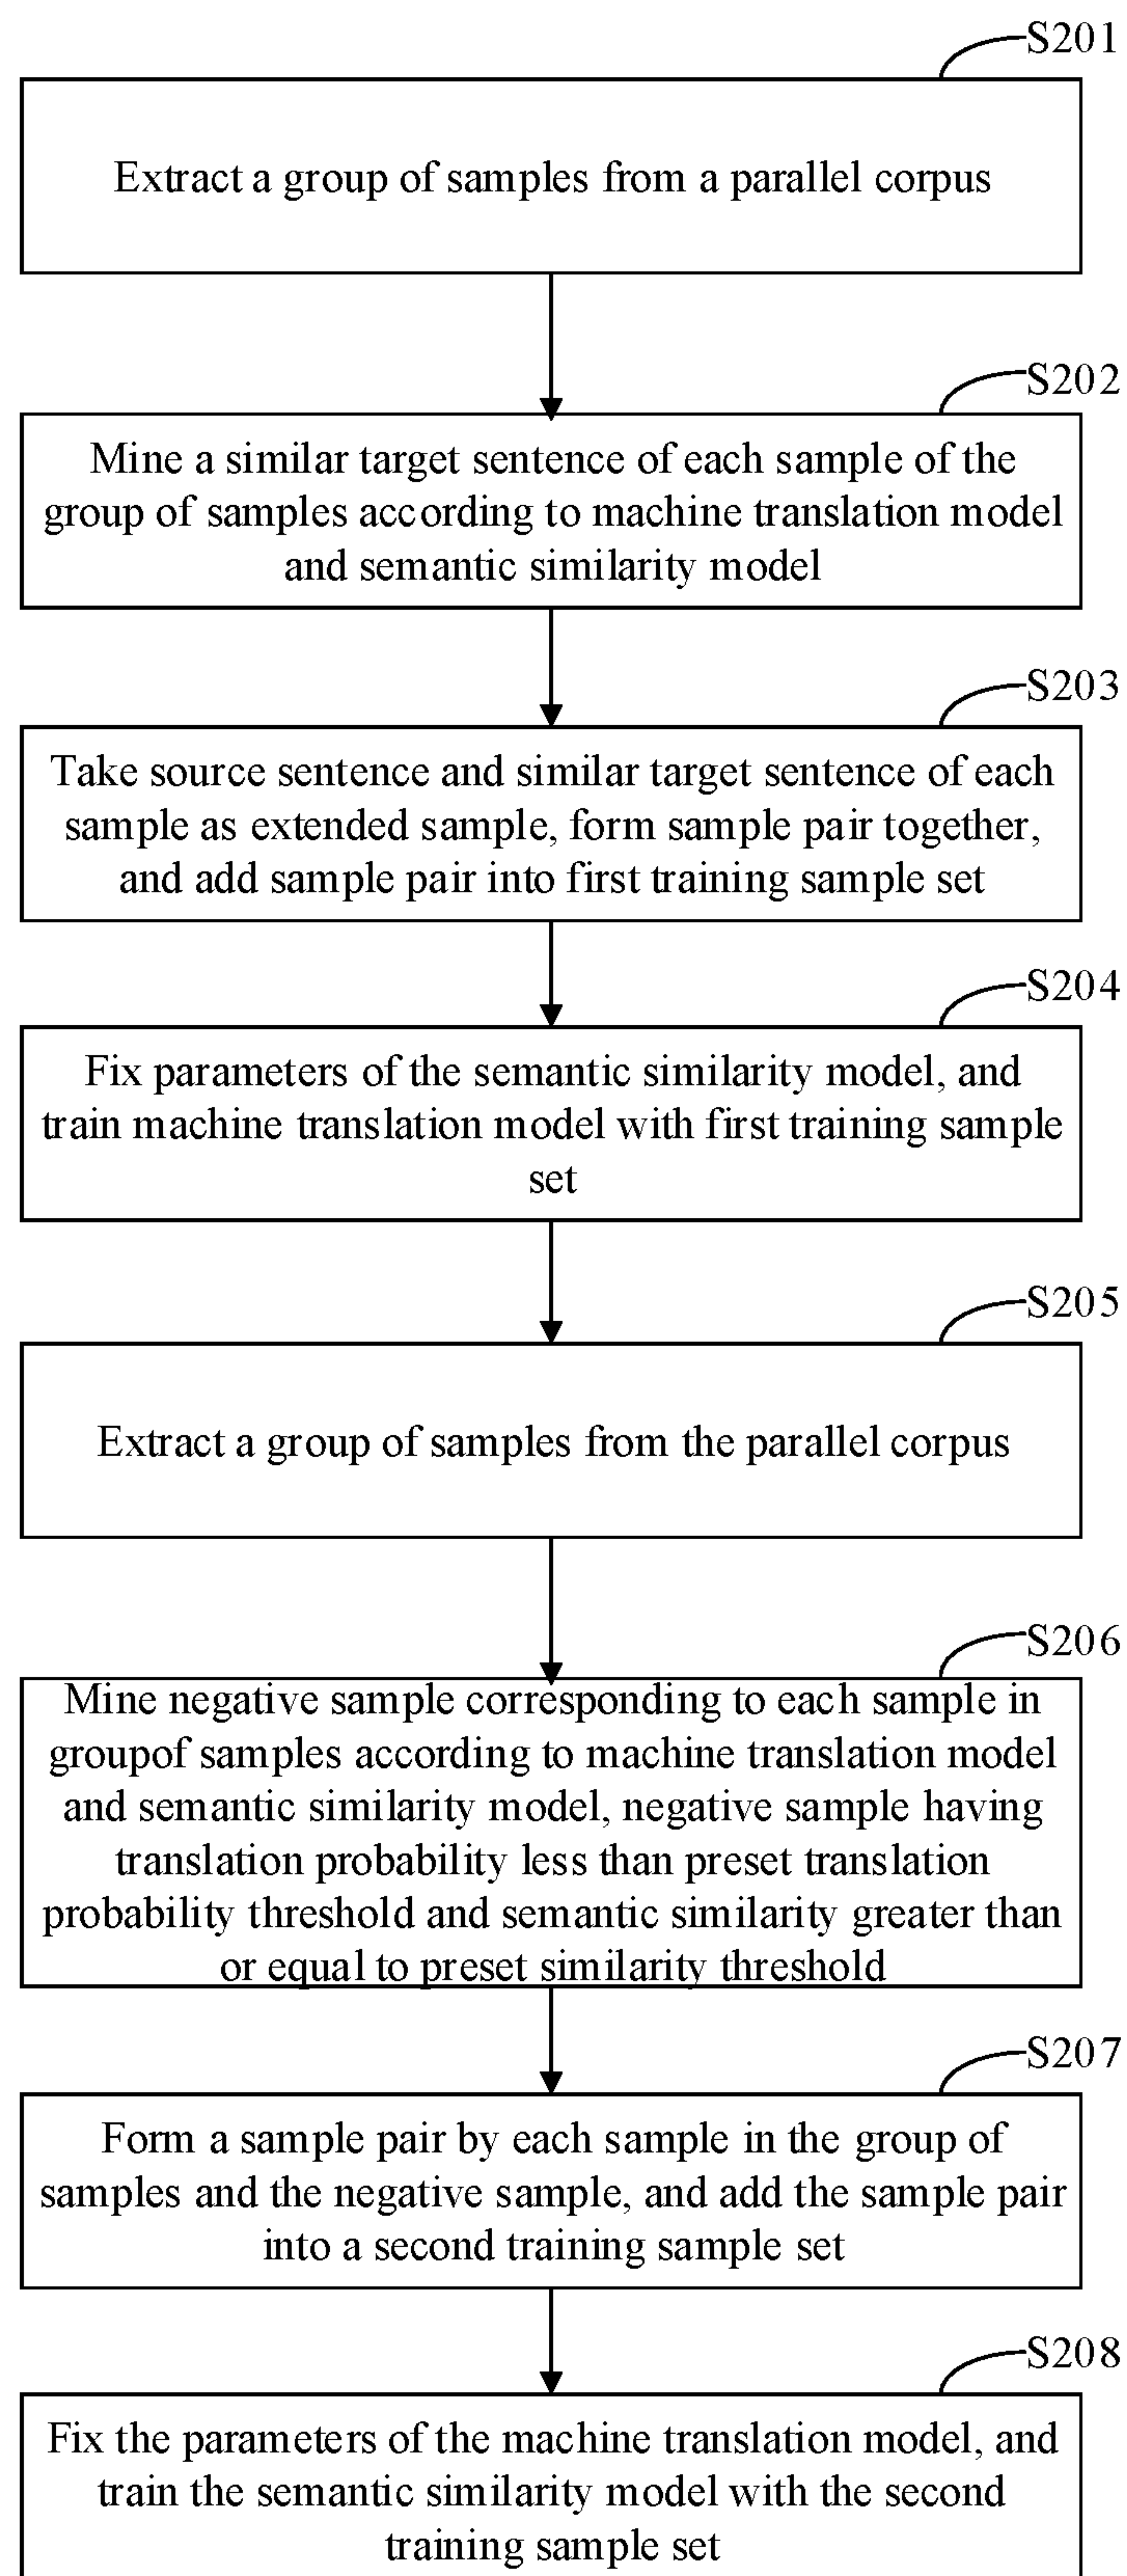 S201
Extract a group of samples from a parallel corpus
S202
Mine a similar target sentence of each sample of the
group of samples according to machine translation model
and semantic similarity model
S203
Take source sentence and similar target sentence of each
sample as extended sample, form sample pair together,
and add sample pair into first training sample set
S204
Fix parameters of the semantic similarity model, and
train machine translation model with first training sample
set
S205
Extract a group of samples from the parallel corpus
S206
Mine negative sample corresponding to each sample in
groupof samples according to machine translation model
and semantic similarity model, negative sample having
translation probability less than preset translation
probability threshold and semantic similarity greater than
or equal to preset similarity threshold
S207
Form a sample pair by each sample in the group of
samples and the negative sample, and add the sample pair
into a second training sample set
S208
Fix the parameters of the machine translation model, and
train the semantic similarity model with the second
training sample set